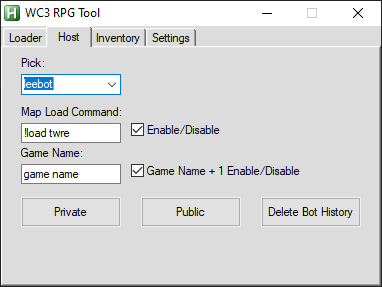 WC3 RPG Tool
Loader Host Inventory Settings
Pick:
leebot
Map Load Command:
!load twre
Enable/Disable
Game Name:
game name
Game Name + 1 Enable/Disable
Private Public Delete Bot History